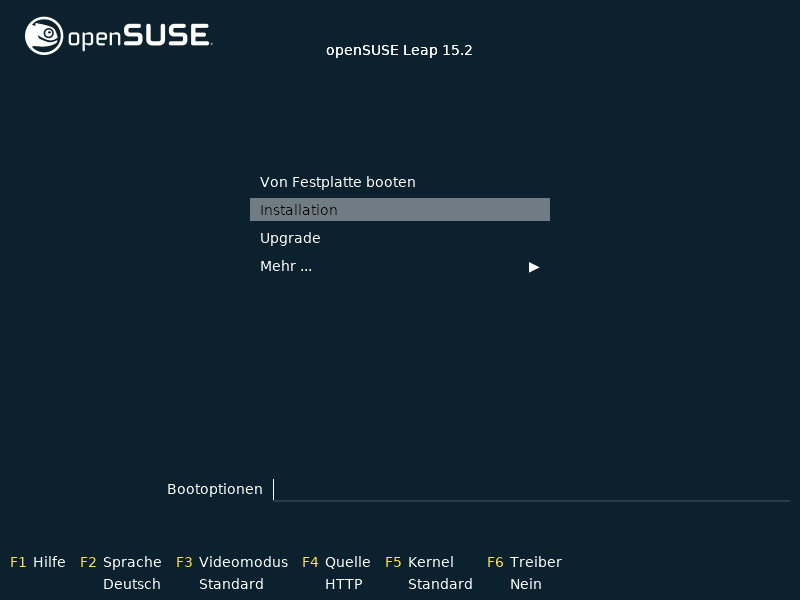 openSUSE
openSUSE Leap 15.2
Von Festplatte booten
Installation
Upgrade
Mehr ...
Bootoptionen
F1 Hilfe F2 Sprache F3 Videomodus F4 Quelle F5 Kernel F6 Treiber
Deutsch Standard HTTP Standard Nein